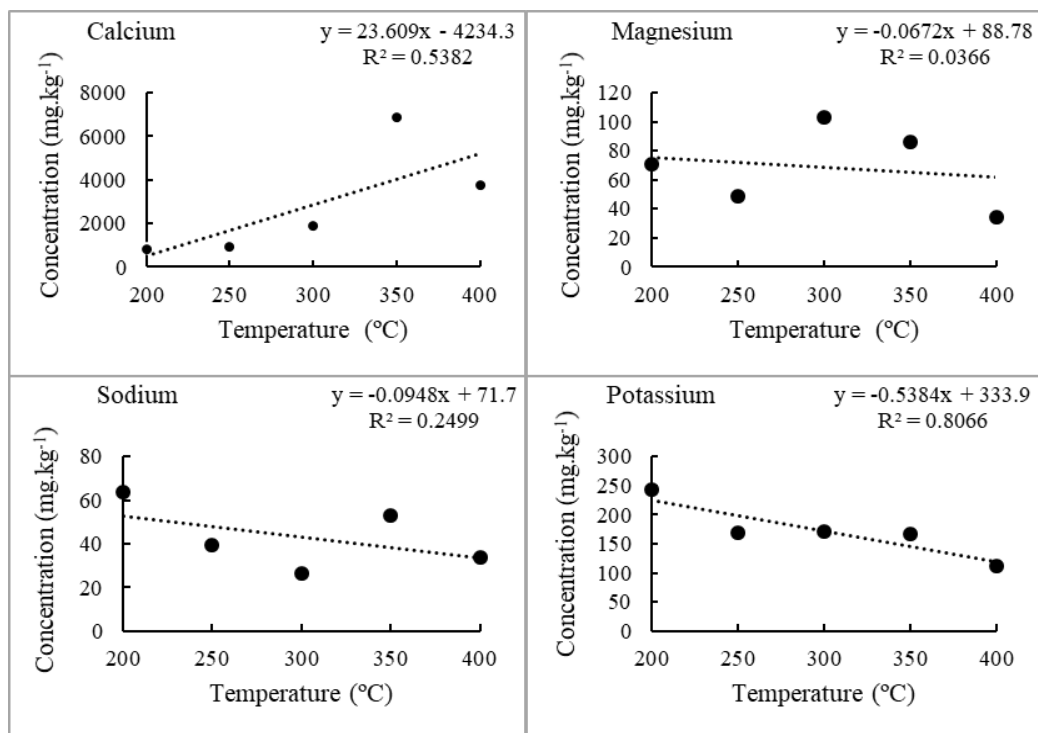 Calcium
y = 23.609x - 4234.3
R² = 0.5382
Concentration (mg.kg⁻¹)
8000
6000
4000
2000
0
200 250 300 350 400
Temperature (ºC)
Magnesium
y = -0.0672x + 88.78
R² = 0.0366
Concentration (mg.kg⁻¹)
120
100
80
60
40
20
0
200 250 300 350 400
Temperature (ºC)
Sodium
y = -0.0948x + 71.7
R² = 0.2499
Concentration (mg.kg⁻¹)
80
60
40
20
0
200 250 300 350 400
Temperature (ºC)
Potassium
y = -0.5384x + 333.9
R² = 0.8066
Concentration (mg.kg⁻¹)
300
250
200
150
100
50
0
200 250 300 350 400
Temperature (ºC)